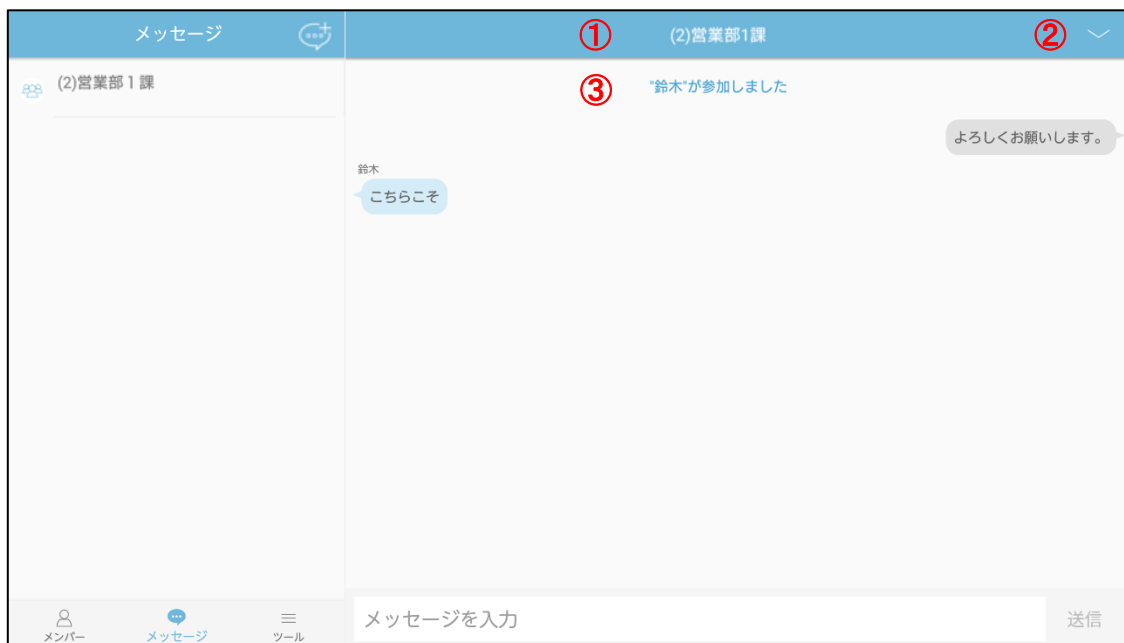 メッセージ
① (2)営業部1課 ②
(2)営業部1課
③ "鈴木"が参加しました
よろしくお願いします。
鈴木
こちらこそ
メッセージを入力 送信
メンバー メッセージ ツール